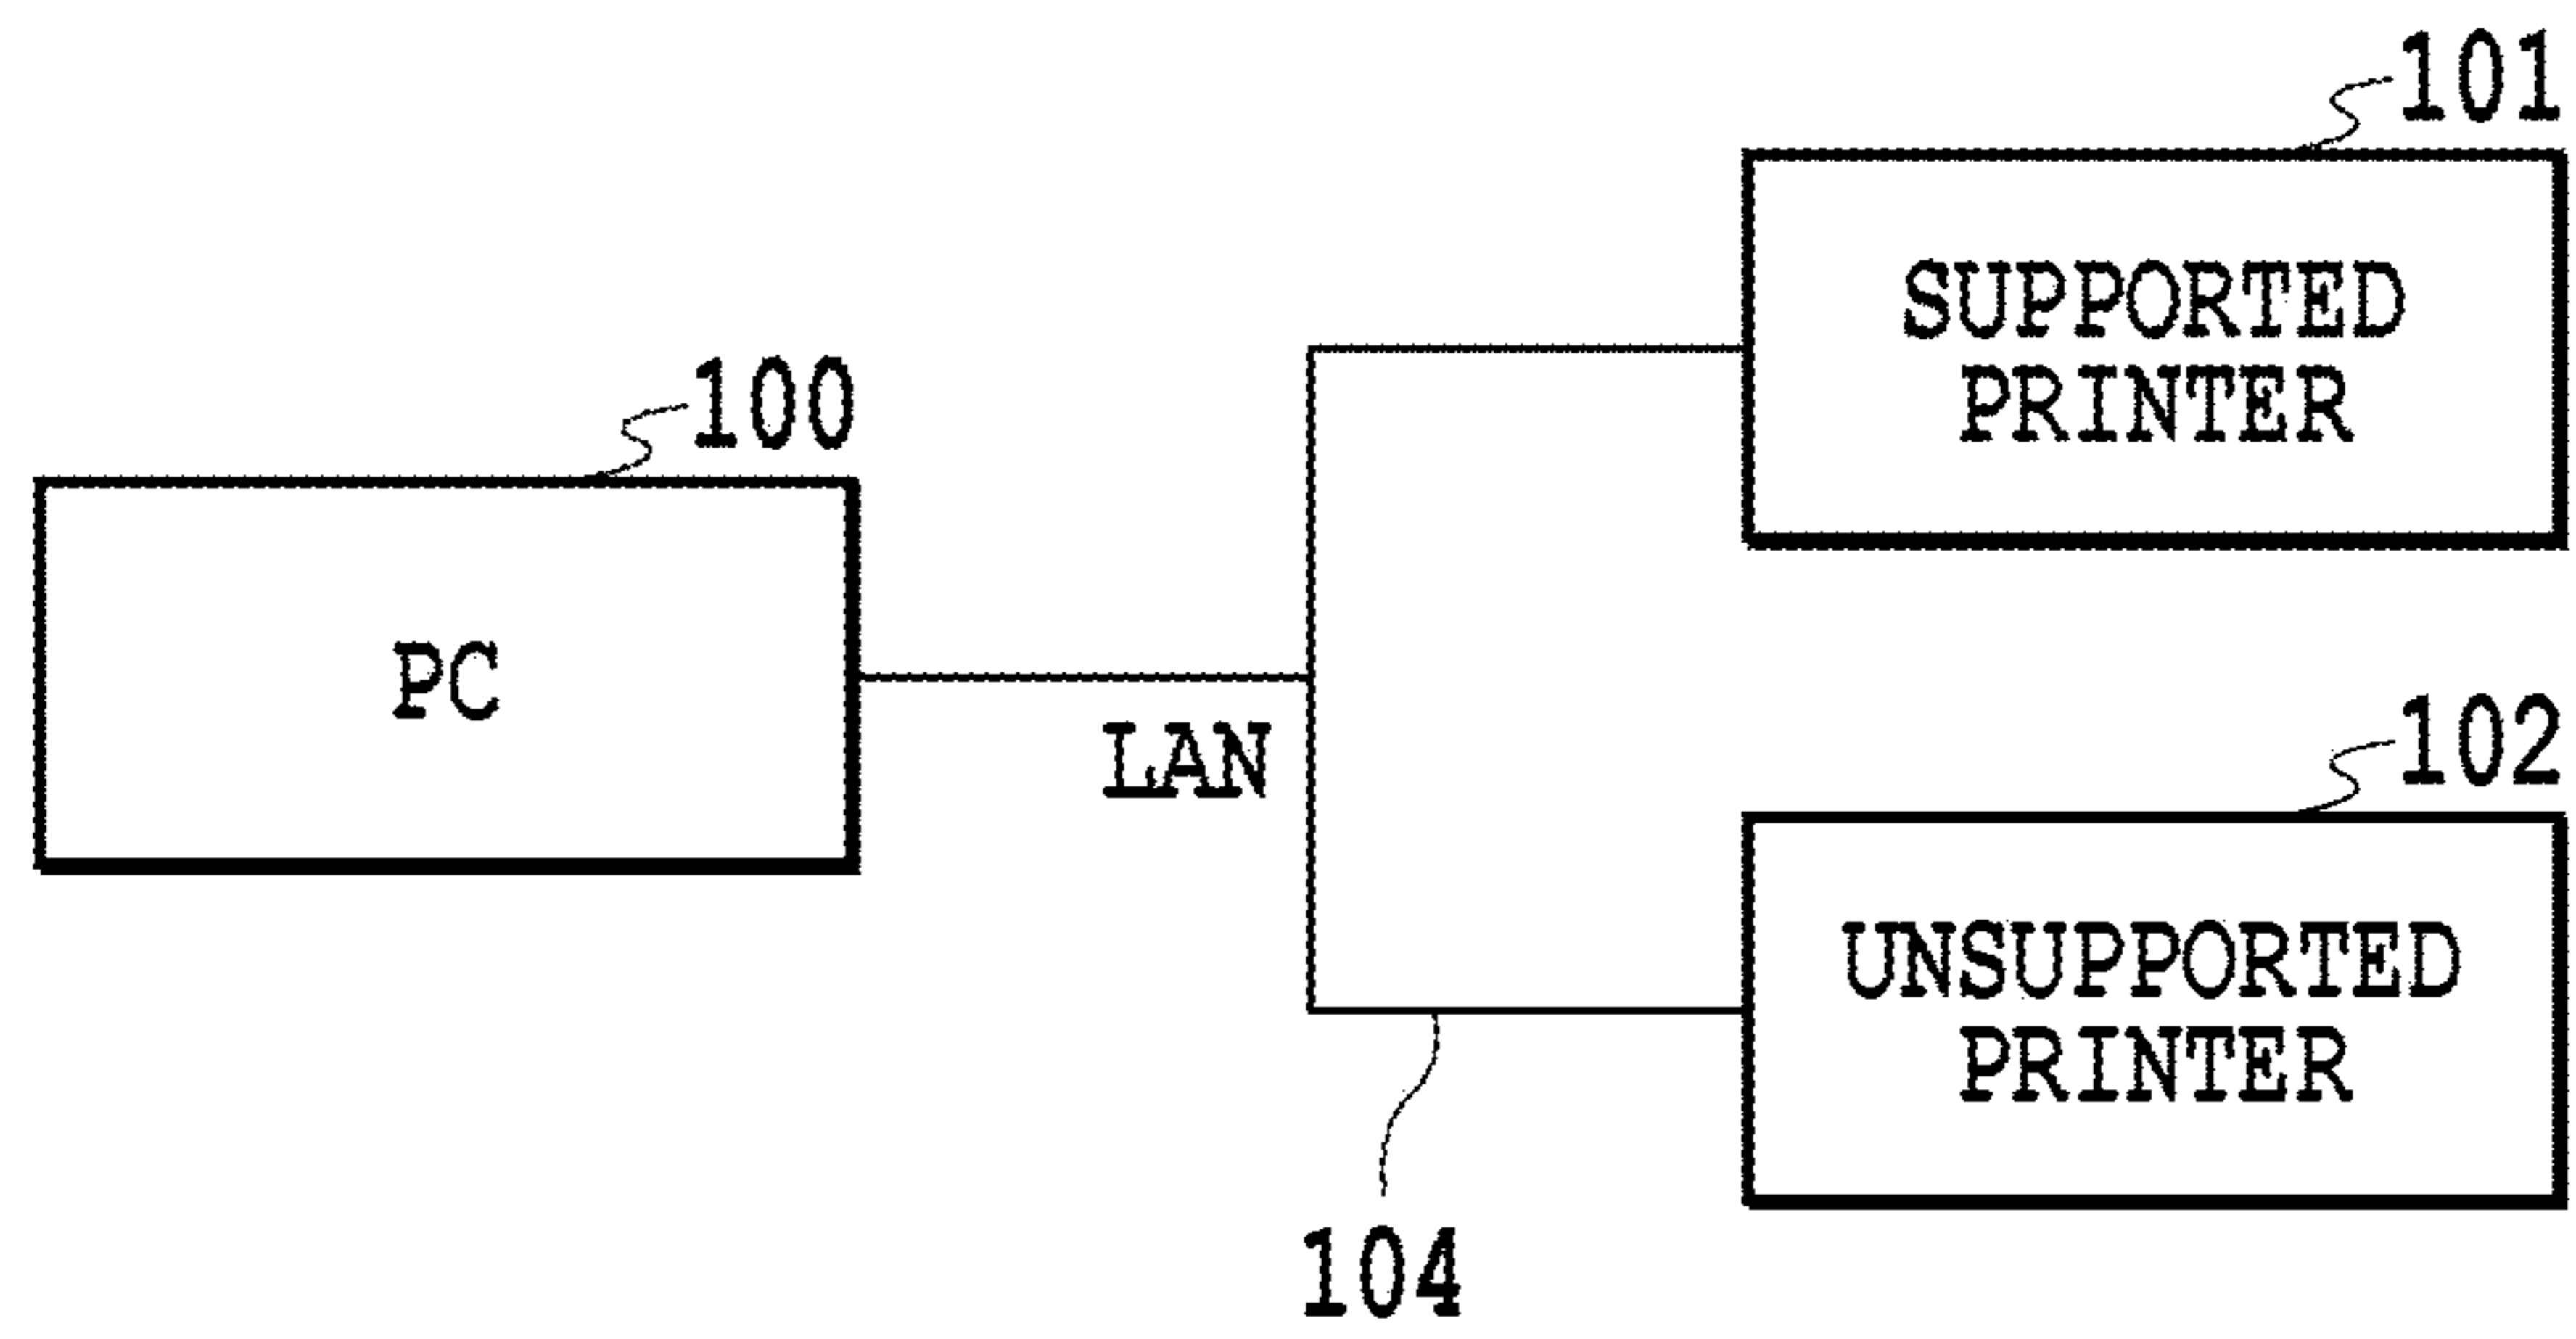 101
SUPPORTED
PRINTER
100
PC
LAN
102
UNSUPPORTED
PRINTER
104